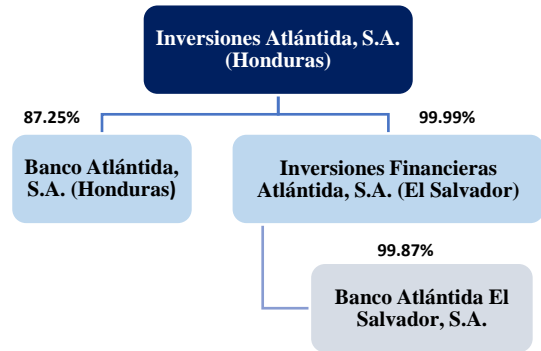 Inversiones Atlántida, S.A.
(Honduras)
87.25%
99.99%
Banco Atlántida,
S.A. (Honduras)
Inversiones Financieras
Atlántida, S.A. (El Salvador)
99.87%
Banco Atlántida El
Salvador, S.A.